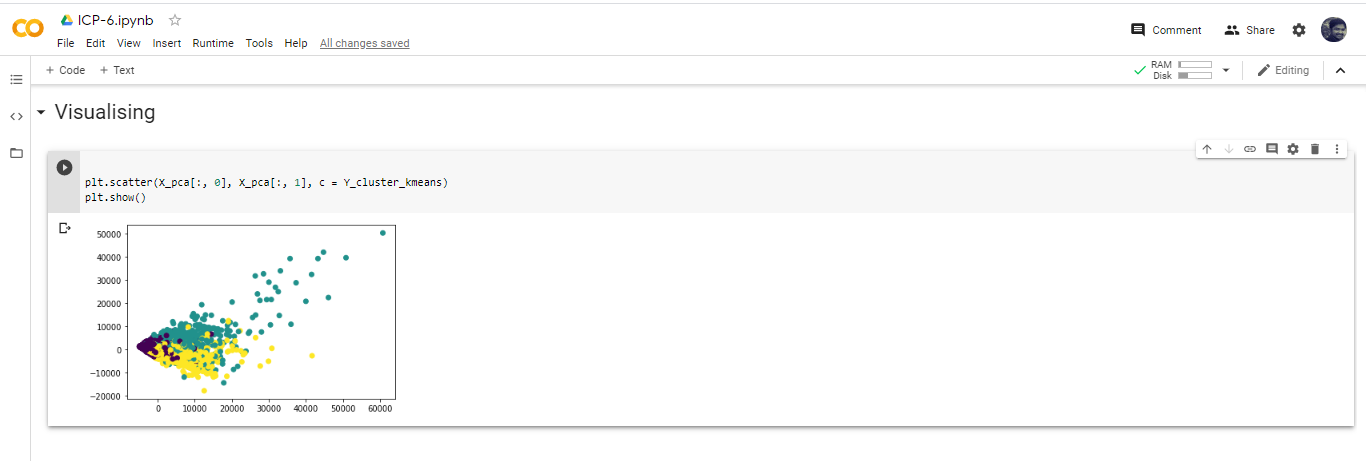 ICP-6.ipynb
File Edit View Insert Runtime Tools Help All changes saved
Comment
Share
+ Code + Text
RAM
Disk
Editing
Visualising
plt.scatter(X_pca[:, 0], X_pca[:, 1], c = Y_cluster_kmeans)
plt.show()
50000
40000
30000
20000
10000
0
−10000
−20000
0 10000 20000 30000 40000 50000 60000